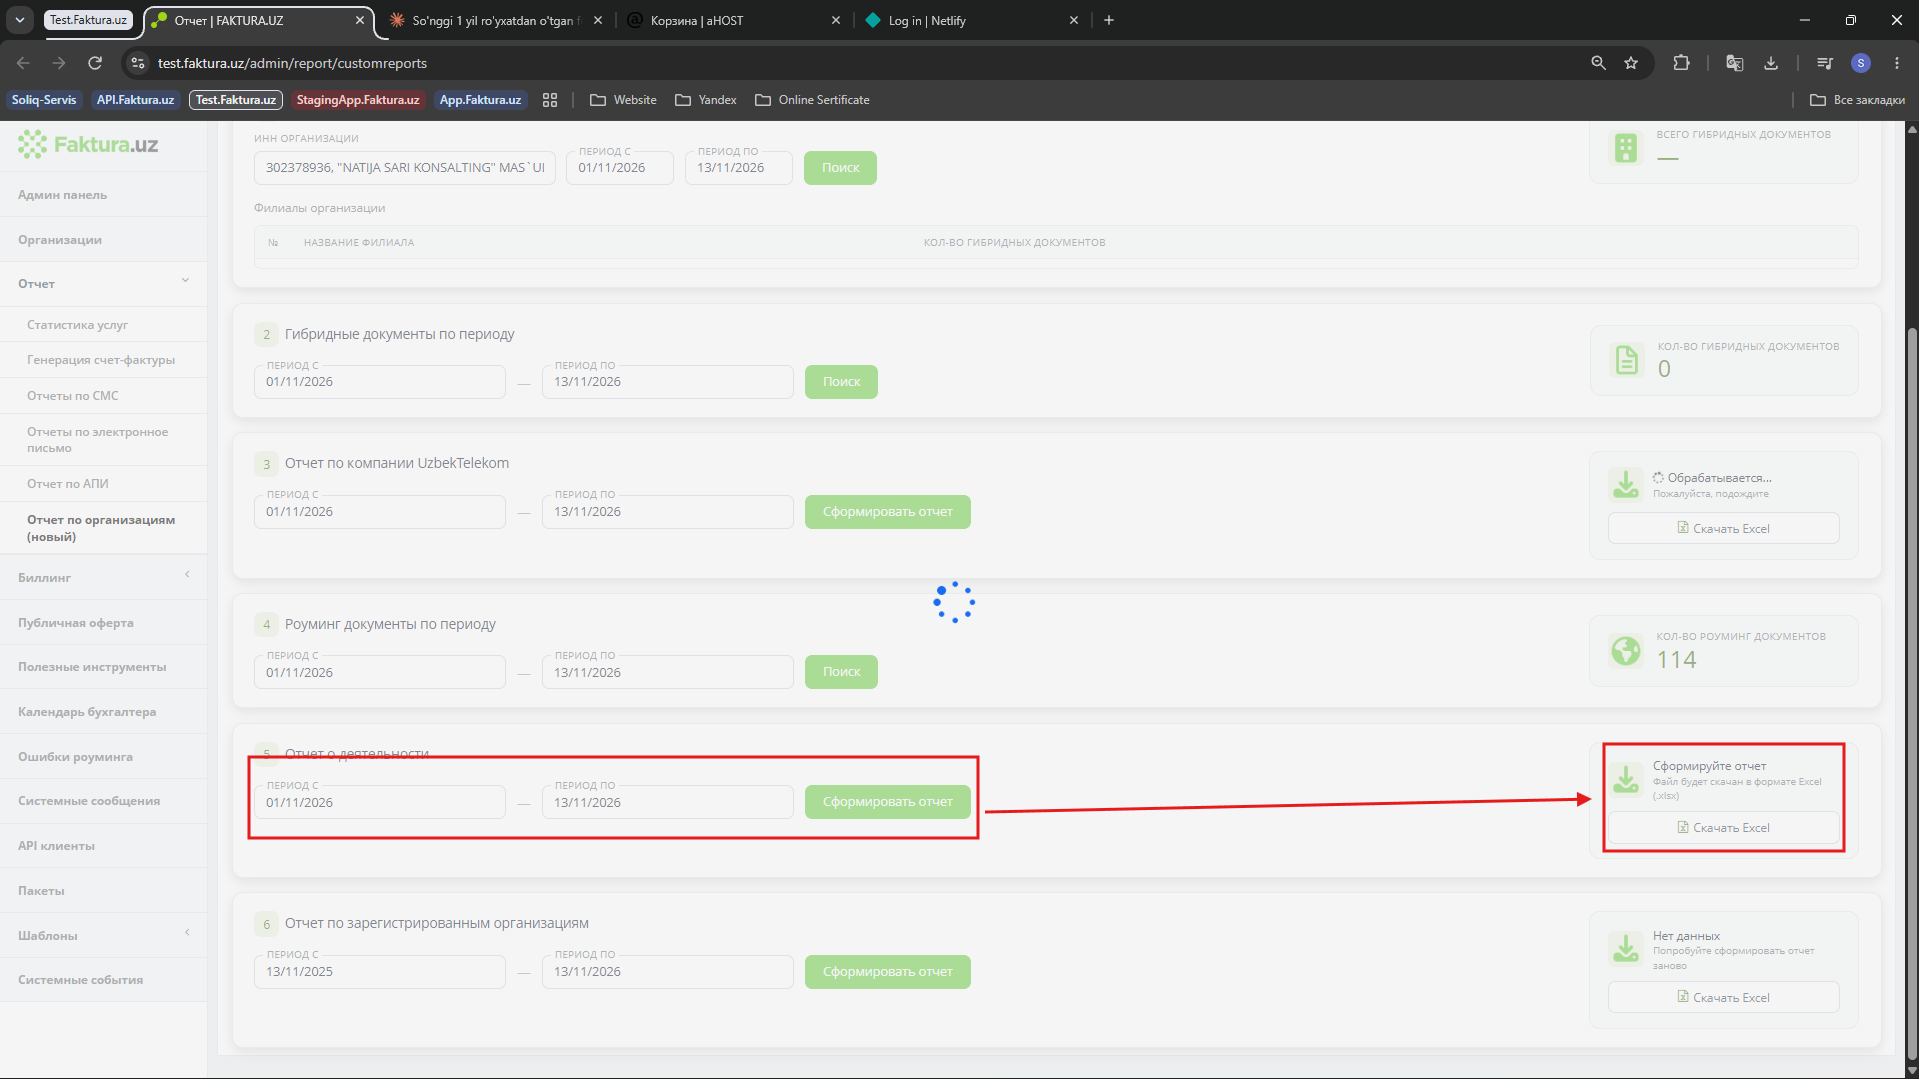 Test.Faktura.uz
Отчет | FAKTURA.UZ
So'nggi 1 yil ro'yxatdan o'tgan f
Корзина | aHOST
Log in | Netlify
test.faktura.uz/admin/report/customreports
S
Soliq-Servis
API.Faktura.uz
Test.Faktura.uz
StagingApp.Faktura.uz
App.Faktura.uz
Website
Yandex
Online Sertificate
Все закладки
Faktura.uz
Админ панель
Организации
Отчет
Статистика услуг
Генерация счет-фактуры
Отчеты по СМС
Отчеты по электронное
письмо
Отчет по АПИ
Отчет по организациям
(новый)
Биллинг
Публичная оферта
Полезные инструменты
Календарь бухгалтера
Ошибки роуминга
Системные сообщения
API клиенты
Пакеты
Шаблоны
Системные события
ИНН ОРГАНИЗАЦИИ
302378936, "NATIJA SARI KONSALTING" MAS`UL
ПЕРИОД С
01/11/2026
ПЕРИОД ПО
13/11/2026
Поиск
ВСЕГО ГИБРИДНЫХ ДОКУМЕНТОВ
—
Филиалы организации
№
НАЗВАНИЕ ФИЛИАЛА
КОЛ-ВО ГИБРИДНЫХ ДОКУМЕНТОВ
2
Гибридные документы по периоду
ПЕРИОД С
01/11/2026
—
ПЕРИОД ПО
13/11/2026
Поиск
КОЛ-ВО ГИБРИДНЫХ ДОКУМЕНТОВ
0
3
Отчет по компании UzbekTelekom
ПЕРИОД С
01/11/2026
—
ПЕРИОД ПО
13/11/2026
Сформировать отчет
Обрабатывается...
Пожалуйста, подождите
Скачать Excel
4
Роуминг документы по периоду
ПЕРИОД С
01/11/2026
—
ПЕРИОД ПО
13/11/2026
Поиск
КОЛ-ВО РОУМИНГ ДОКУМЕНТОВ
114
5
Отчет о деятельности
ПЕРИОД С
01/11/2026
—
ПЕРИОД ПО
13/11/2026
Сформировать отчет
Сформируйте отчет
Файл будет скачан в формате Excel
(.xlsx)
Скачать Excel
6
Отчет по зарегистрированным организациям
ПЕРИОД С
13/11/2025
—
ПЕРИОД ПО
13/11/2026
Сформировать отчет
Нет данных
Попробуйте сформировать отчет
заново
Скачать Excel